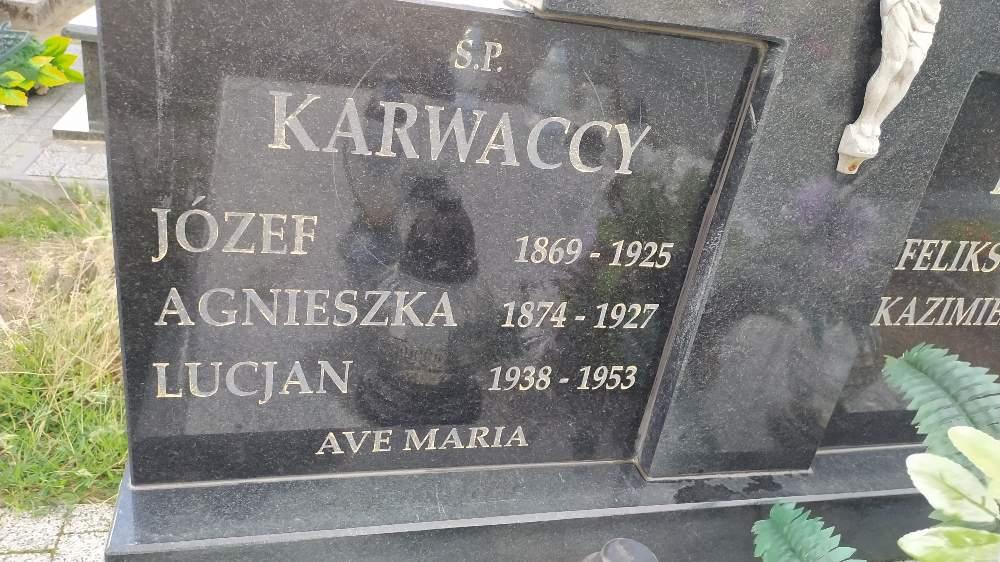 Ś.P.
KARWACCY
JÓZEF 1869 - 1925
AGNIESZKA 1874 - 1927
LUCJAN 1938 - 1953
AVE MARIA
FELIKS